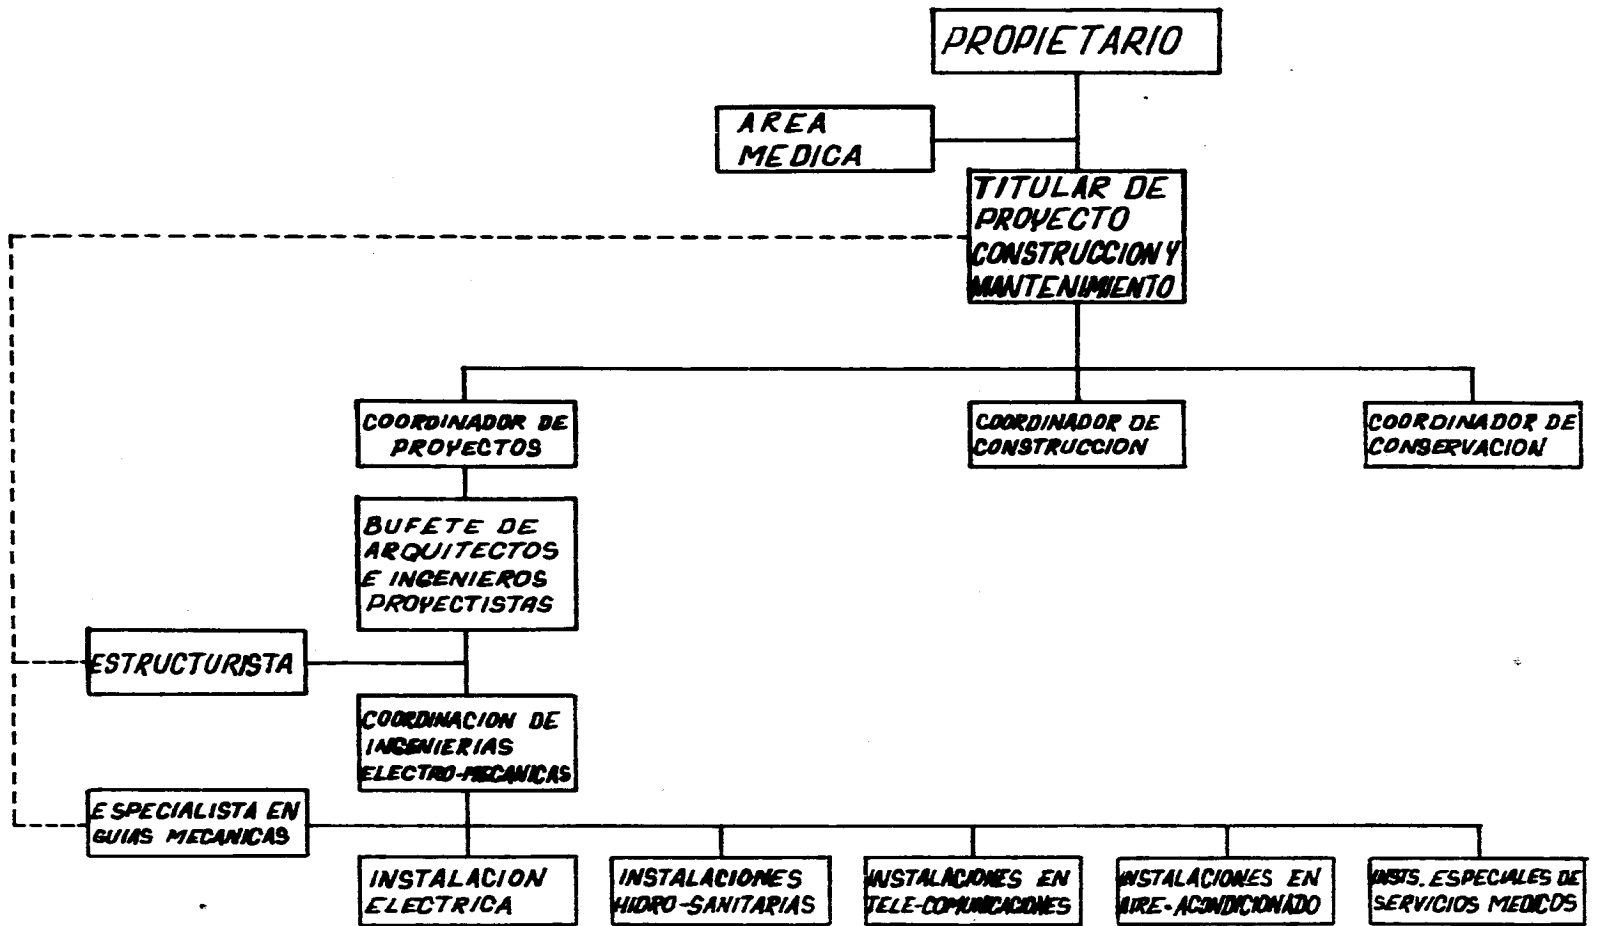 PROPIETARIO
AREA
MEDICA
TITULAR DE
PROYECTO
CONSTRUCCION Y
MANTENIMIENTO
COORDINADOR DE
PROYECTOS
COORDINADOR DE
CONSTRUCCION
COORDINADOR DE
CONSERVACION
BUFETE DE
ARQUITECTOS
E INGENIEROS
PROYECTISTAS
ESTRUCTURISTA
COORDINACION DE
INGENIERIAS
ELECTRO-MECANICAS
ESPECIALISTA EN
GUIAS MECANICAS
INSTALACION
ELECTRICA
INSTALACIONES
HIDRO-SANITARIAS
INSTALACIONES EN
TELE-COMUNICACIONES
INSTALACIONES EN
AIRE-ACONDICIONADO
INSTS. ESPECIALES DE
SERVICIOS MEDICOS